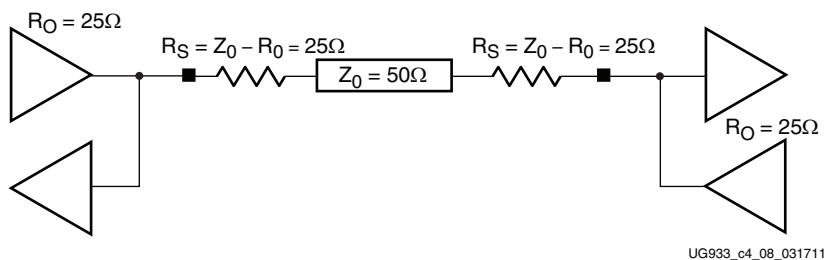 R_O = 25Ω
R_S = Z_0 – R_0 = 25Ω
R_S = Z_0 – R_0 = 25Ω
Z_0 = 50Ω
R_O = 25Ω
UG933_c4_08_031711